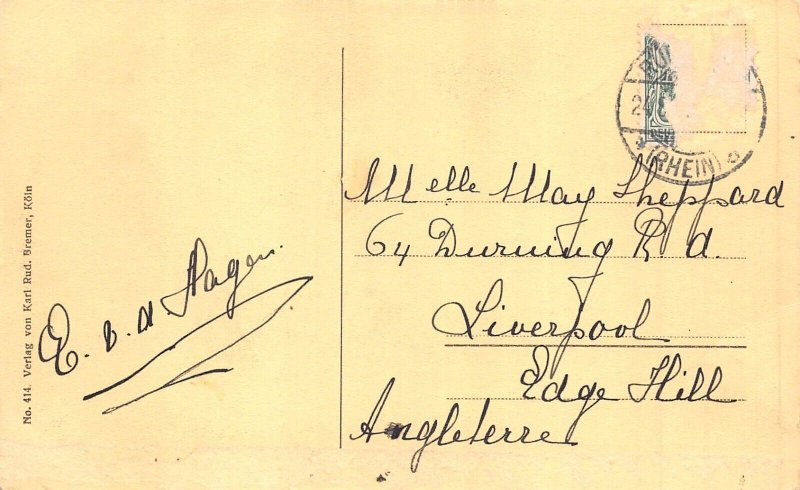 No. 414. Verlag von Karl Rud. Bremer, Köln
E. v. d. Hagen.
(RHEIN)
Melle May Sheppard
64 Durning Rd.
Liverpool
Edge Hill
Angleterre